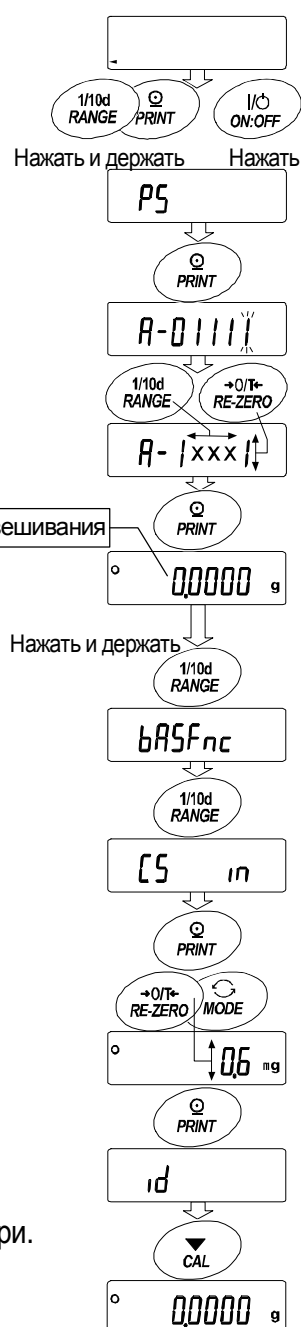 1/10d PRINT I/
RANGE ON:OFF
Нажать и держать Нажать
PS
PRINT
A-01111
1/10d →0/T←
RANGE RE-ZERO
A-1xxx1
PRINT
ешивания
0.0000 g
Нажать и держать
1/10d
RANGE
bASFnc
1/10d
RANGE
CS in
PRINT
→0/T←
RE-ZERO MODE
0.6 mg
PRINT
id
ри.
CAL
0.0000 g